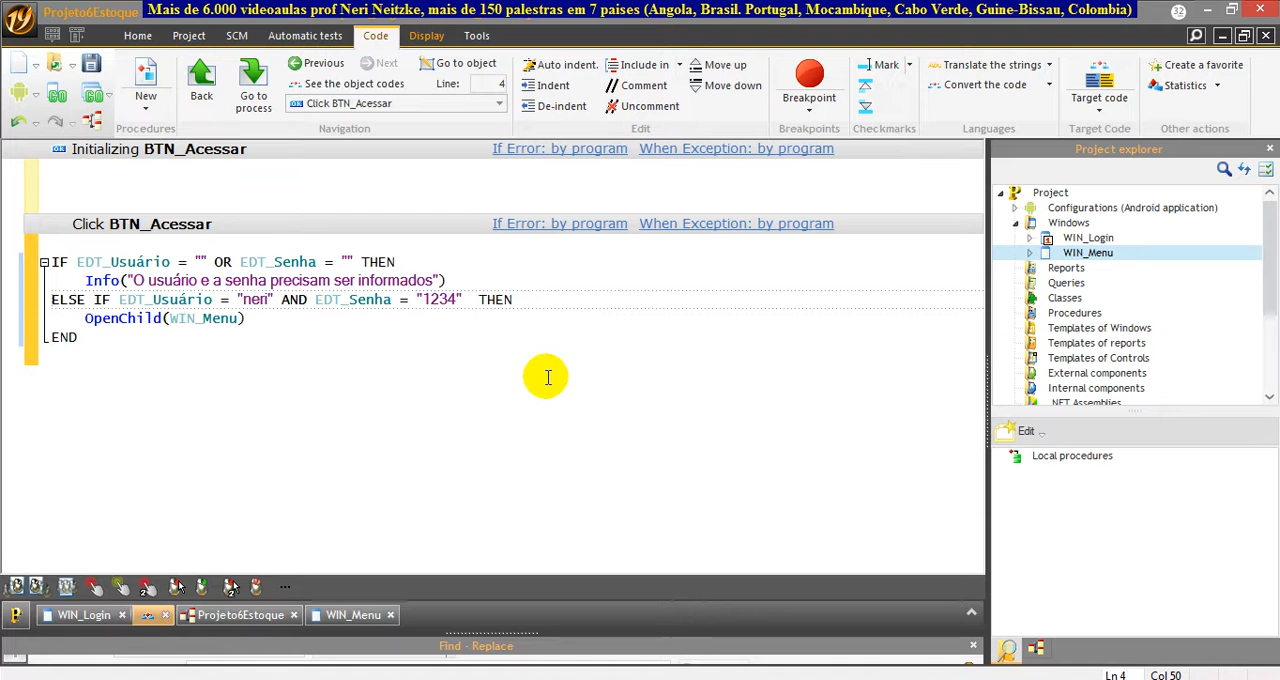 Projeto6Estoque
Mais de 6.000 videoaulas prof Neri Neitzke, mais de 150 palestras em 7 paises (Angola, Brasil. Portugal, Mocambique, Cabo Verde, Guine-Bissau, Colombia)
32
Home Project SCM Automatic tests Code Display Tools
New
Procedures
Back
Go to process
Previous Next Go to object
See the object codes Line: 4
Click BTN_Acessar
Navigation
Auto indent. Include in Move up
Indent Comment Move down
De-indent Uncomment
Edit
Breakpoint
Breakpoints
Mark
Checkmarks
Translate the strings
Convert the code
Languages
Target code
Target Code
Create a favorite
Statistics
Other actions
Initializing BTN_Acessar If Error: by program When Exception: by program
Click BTN_Acessar If Error: by program When Exception: by program
IF EDT_Usuário = "" OR EDT_Senha = "" THEN
Info("O usuário e a senha precisam ser informados")
ELSE IF EDT_Usuário = "neri" AND EDT_Senha = "1234" THEN
OpenChild(WIN_Menu)
END
Project explorer
Project
Configurations (Android application)
Windows
WIN_Login
WIN_Menu
Reports
Queries
Classes
Procedures
Templates of Windows
Templates of reports
Templates of Controls
External components
Internal components
.NET Assemblies
Edit
Local procedures
WIN_Login Projeto6Estoque WIN_Menu
Find - Replace
Ln 4 Col 50